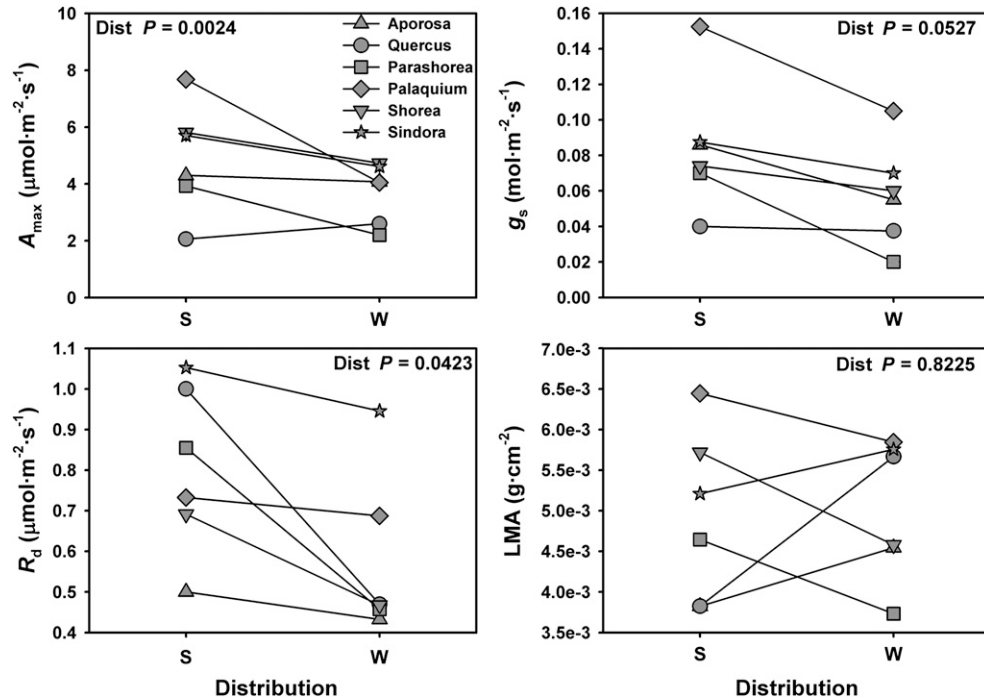 Dist P = 0.0024
Aporosa
Quercus
Parashorea
Palaquium
Shorea
Sindora
10
8
6
4
2
0
A_max (μmol·m⁻²·s⁻¹)
S
W
Dist P = 0.0527
0.16
0.14
0.12
0.10
0.08
0.06
0.04
0.02
0.00
g_s (mol·m⁻²·s⁻¹)
S
W
Dist P = 0.0423
1.1
1.0
0.9
0.8
0.7
0.6
0.5
0.4
R_d (μmol·m⁻²·s⁻¹)
S
W
Distribution
Dist P = 0.8225
7.0e-3
6.5e-3
6.0e-3
5.5e-3
5.0e-3
4.5e-3
4.0e-3
3.5e-3
LMA (g·cm⁻²)
S
W
Distribution